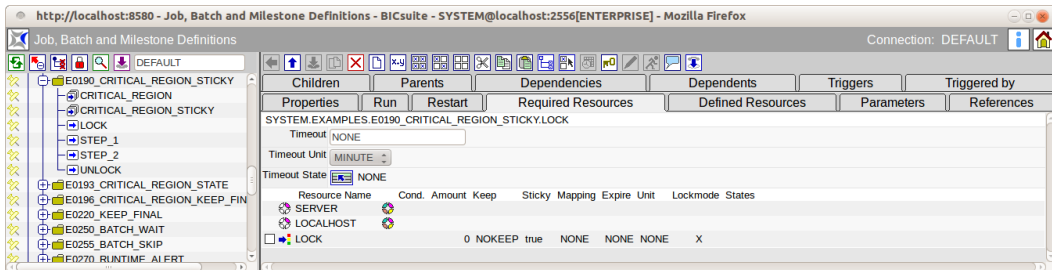 http://localhost:8580 - Job, Batch and Milestone Definitions - BICsuite - SYSTEM@localhost:2556[ENTERPRISE] - Mozilla Firefox
Job, Batch and Milestone Definitions
Connection: DEFAULT
DEFAULT
E0190_CRITICAL_REGION_STICKY
CRITICAL_REGION
CRITICAL_REGION_STICKY
LOCK
STEP_1
STEP_2
UNLOCK
E0193_CRITICAL_REGION_STATE
E0196_CRITICAL_REGION_KEEP_FIN
E0220_KEEP_FINAL
E0250_BATCH_WAIT
E0255_BATCH_SKIP
E0270_RUNTIME_ALERT
Children Parents Dependencies Dependents Triggers Triggered by
Properties Run Restart Required Resources Defined Resources Parameters References
SYSTEM.EXAMPLES.E0190_CRITICAL_REGION_STICKY.LOCK
Timeout NONE
Timeout Unit MINUTE
Timeout State NONE
Resource Name Cond. Amount Keep Sticky Mapping Expire Unit Lockmode States
SERVER
LOCALHOST
LOCK 0 NOKEEP true NONE NONE NONE X